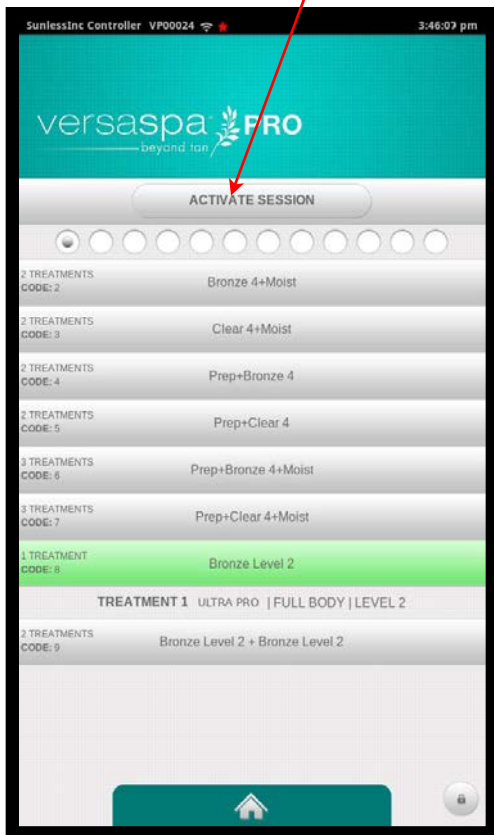 SunlessInc Controller VP00024 3:46:07 pm
versaspa PRO
beyond tan
ACTIVATE SESSION
2 TREATMENTS
CODE: 2
Bronze 4+Moist
2 TREATMENTS
CODE: 3
Clear 4+Moist
2 TREATMENTS
CODE: 4
Prep+Bronze 4
2 TREATMENTS
CODE: 5
Prep+Clear 4
3 TREATMENTS
CODE: 6
Prep+Bronze 4+Moist
3 TREATMENTS
CODE: 7
Prep+Clear 4+Moist
1 TREATMENT
CODE: 8
Bronze Level 2
TREATMENT 1 ULTRA PRO | FULL BODY | LEVEL 2
2 TREATMENTS
CODE: 9
Bronze Level 2 + Bronze Level 2